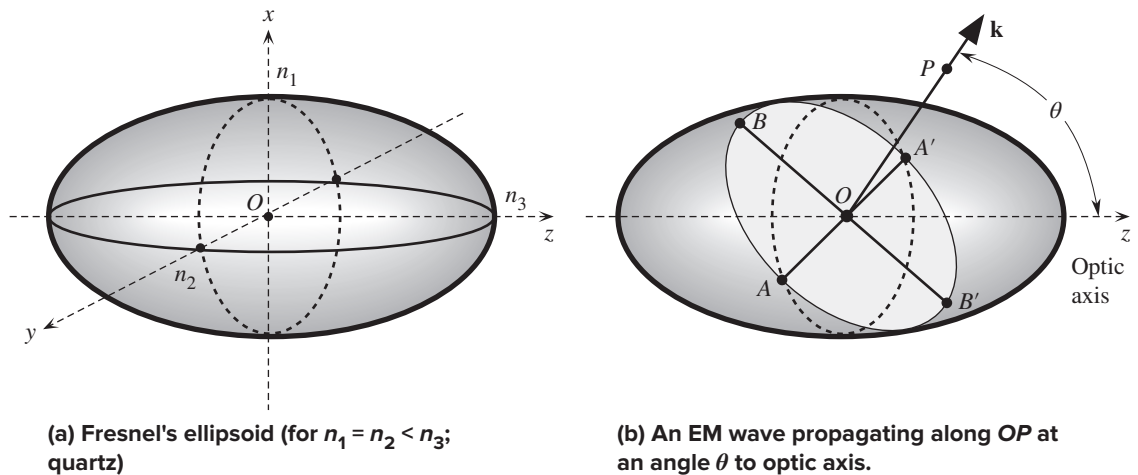 x
n1
O
n3
z
n2
y
(a) Fresnel's ellipsoid (for n1 = n2 < n3;
quartz)
k
P
θ
B
A′
O
z
Optic
axis
A
B′
(b) An EM wave propagating along OP at
an angle θ to optic axis.